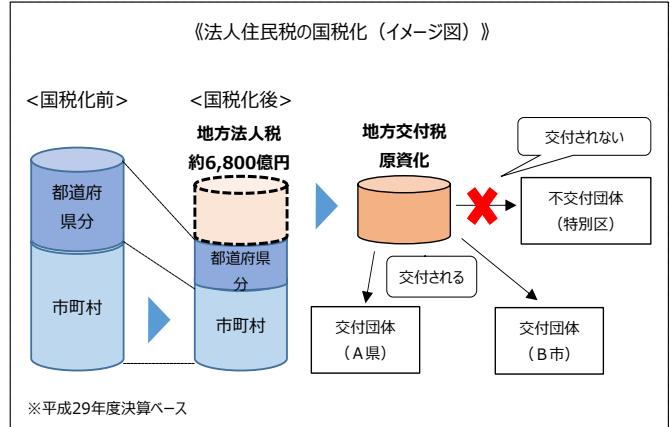 《法人住民税の国税化（イメージ図）》
<国税化前>
<国税化後>
地方法人税
約6,800億円
地方交付税
原資化
交付されない
都道府
県分
市町村
都道府県
分
市町村
不交付団体
（特別区）
交付される
交付団体
（Ａ県）
交付団体
（Ｂ市）
※平成29年度決算ベース